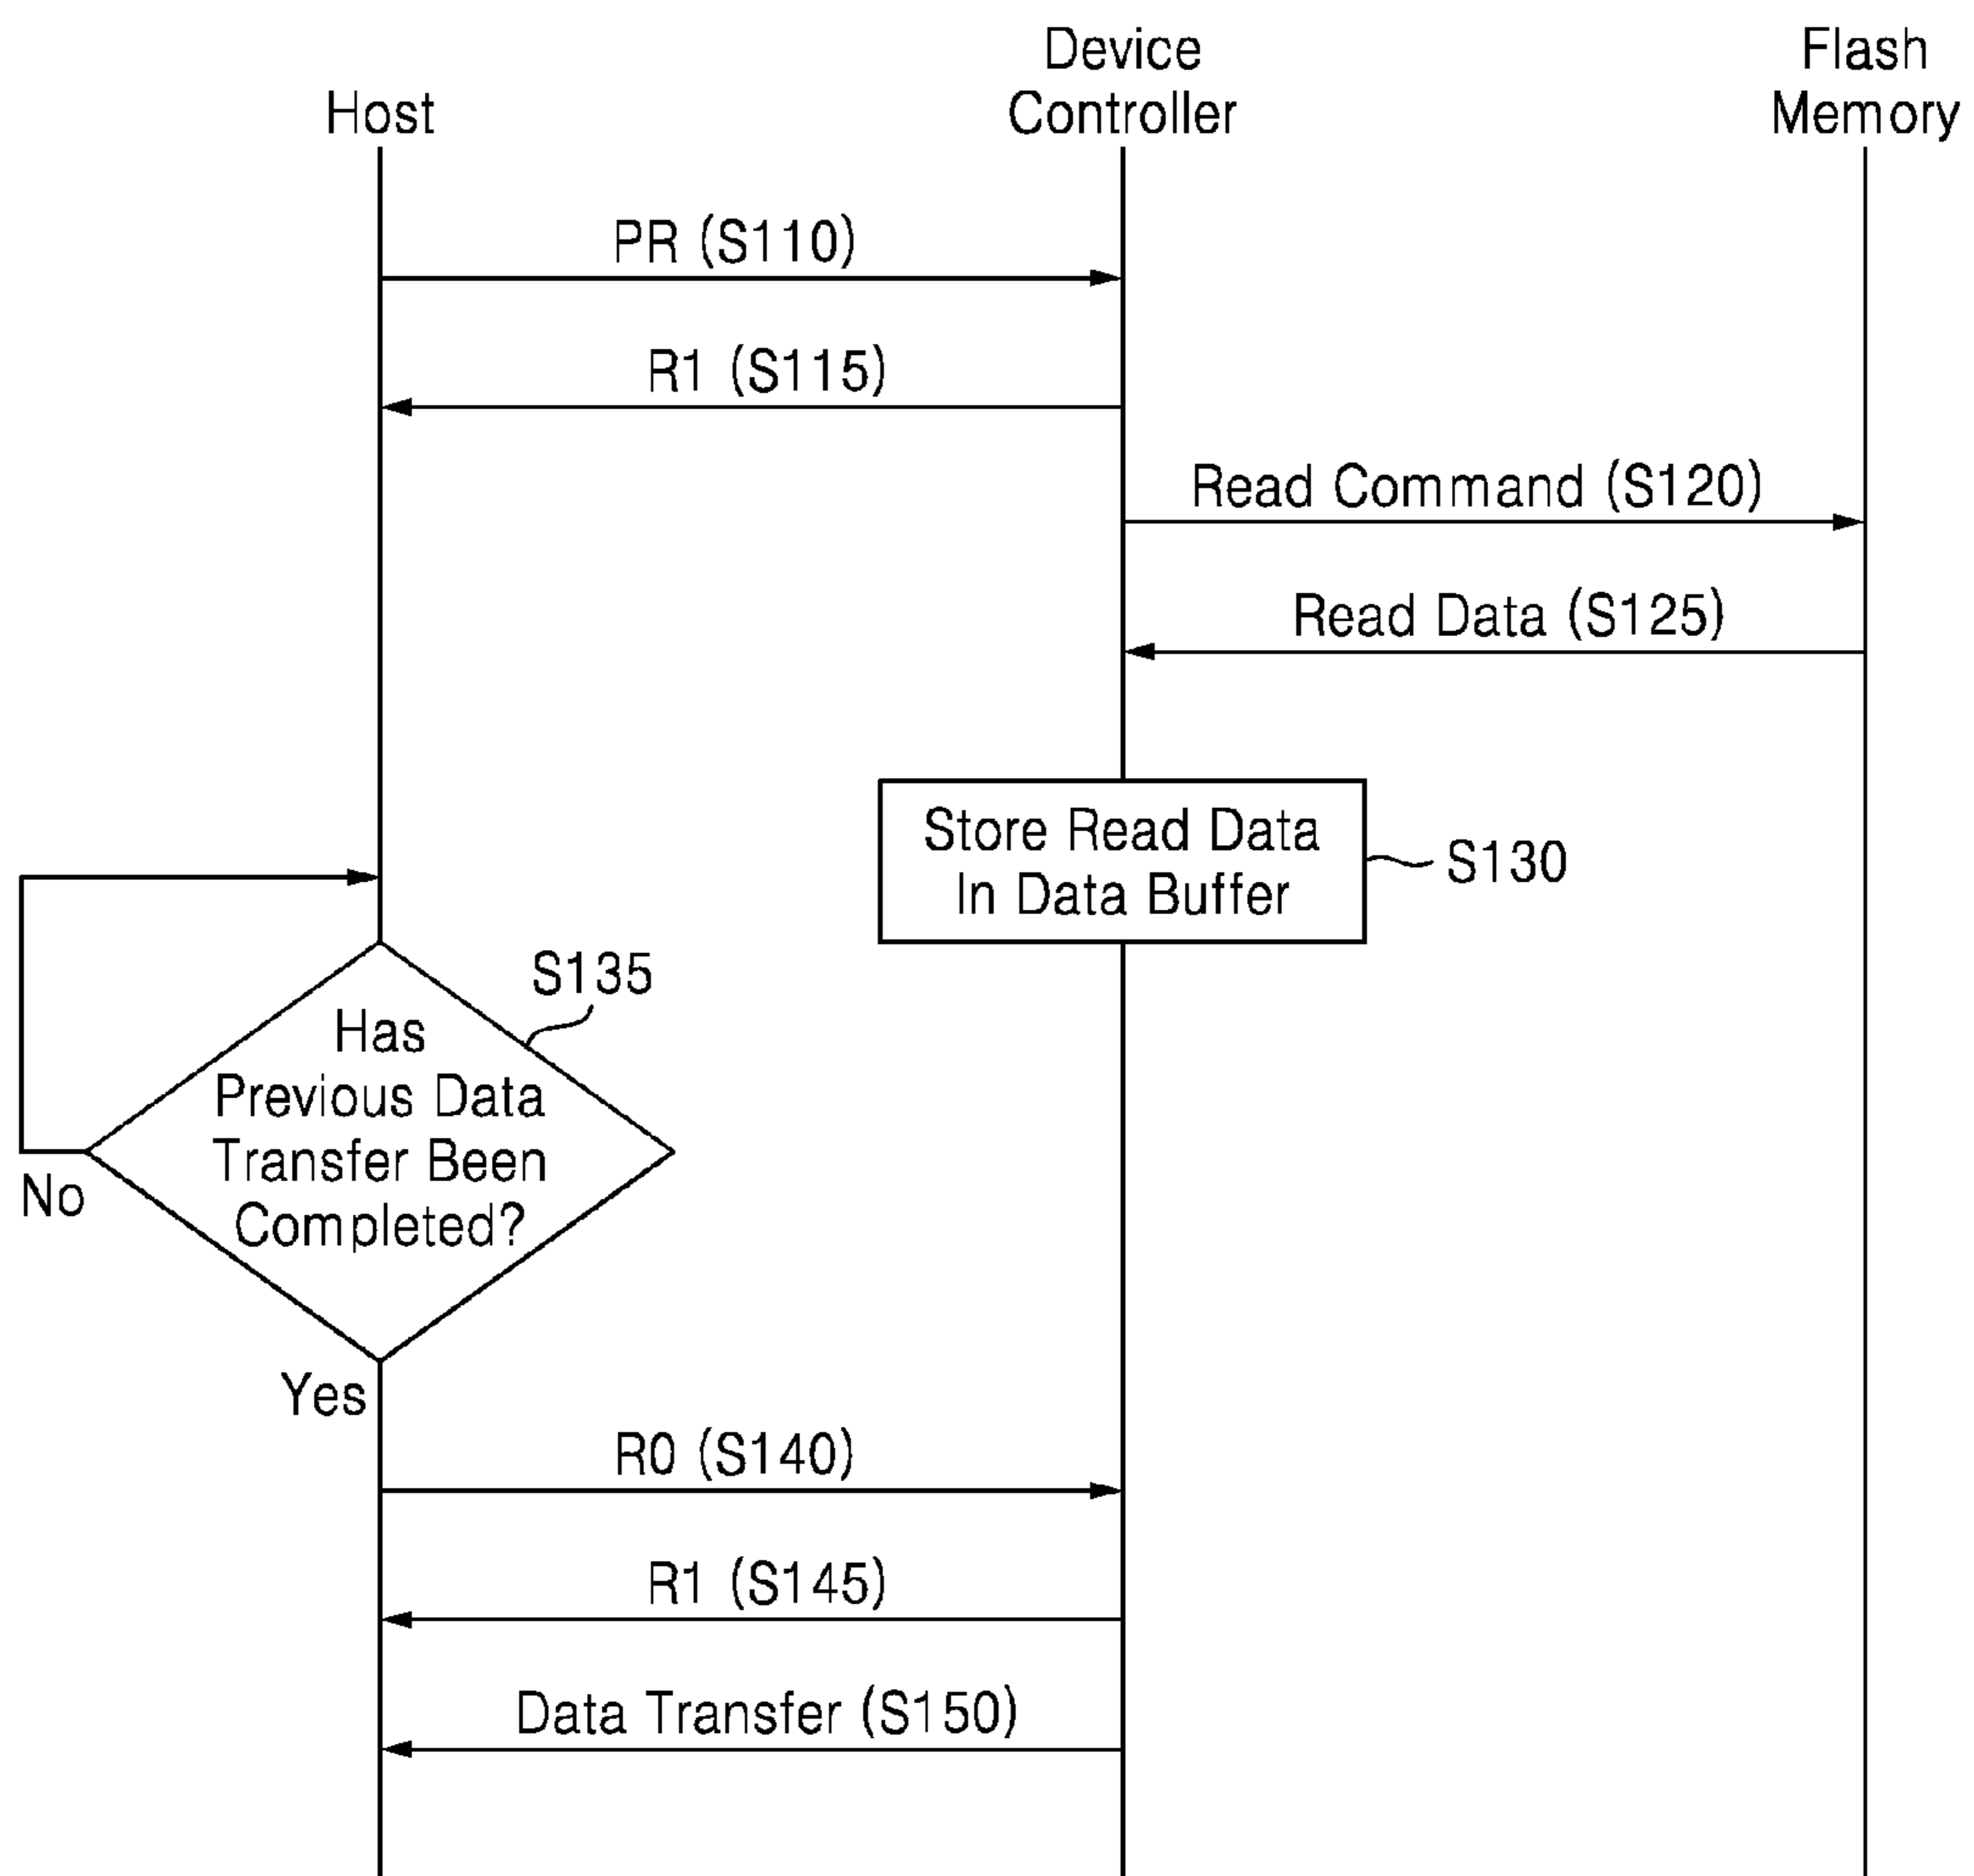 Host
Device
Controller
Flash
Memory
PR (S110)
R1 (S115)
Read Command (S120)
Read Data (S125)
Store Read Data
In Data Buffer
S130
S135
Has
Previous Data
Transfer Been
Completed?
No
Yes
R0 (S140)
R1 (S145)
Data Transfer (S150)